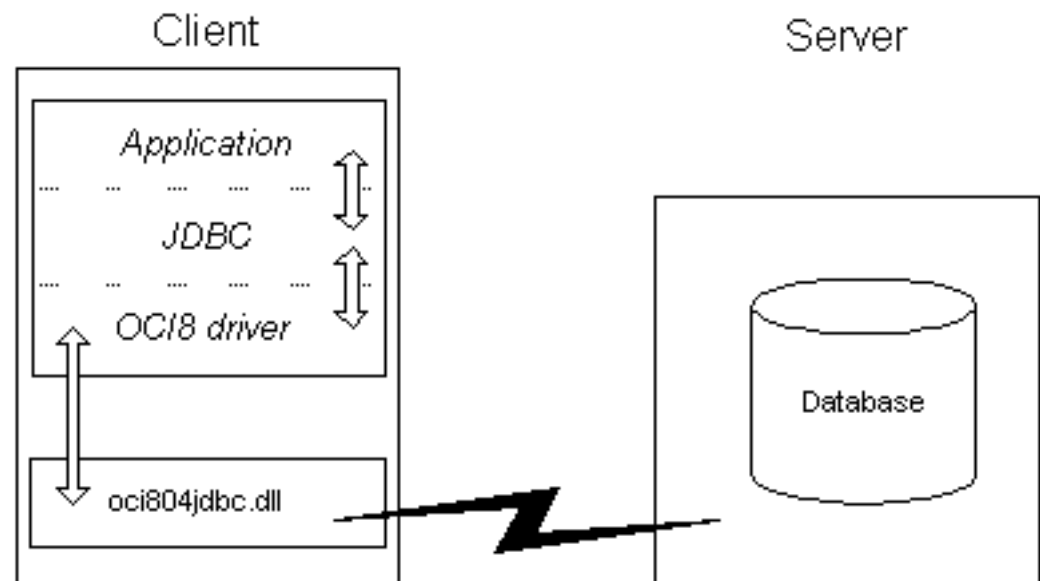 Client
Server
Application
JDBC
OCI8 driver
oci804jdbc.dll
Database